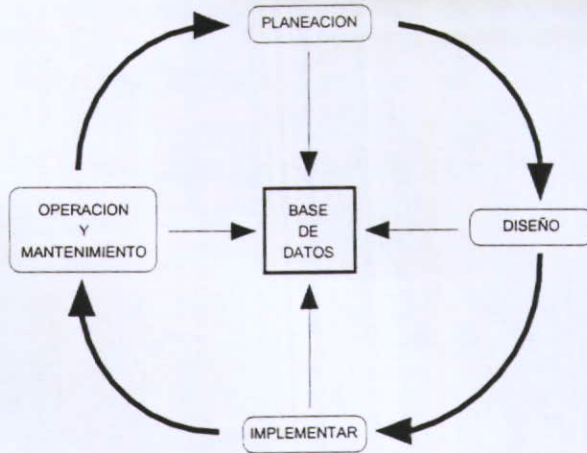 PLANEACION
OPERACION
Y
MANTENIMIENTO
BASE
DE
DATOS
DISEÑO
IMPLEMENTAR